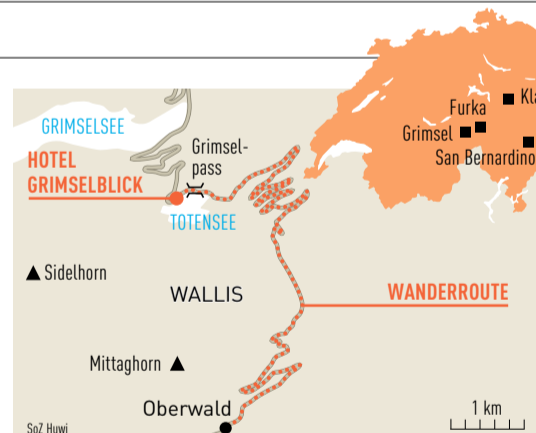 GRIMSELSEE
HOTEL
GRIMSELBLICK
Grimsel-
pass
TOTENSEE
Furka
Grimsel
San Bernardino
Sidelhorn
WALLIS
WANDERROUTE
Mittaghorn
Oberwald
1 km
SoZ Huwi